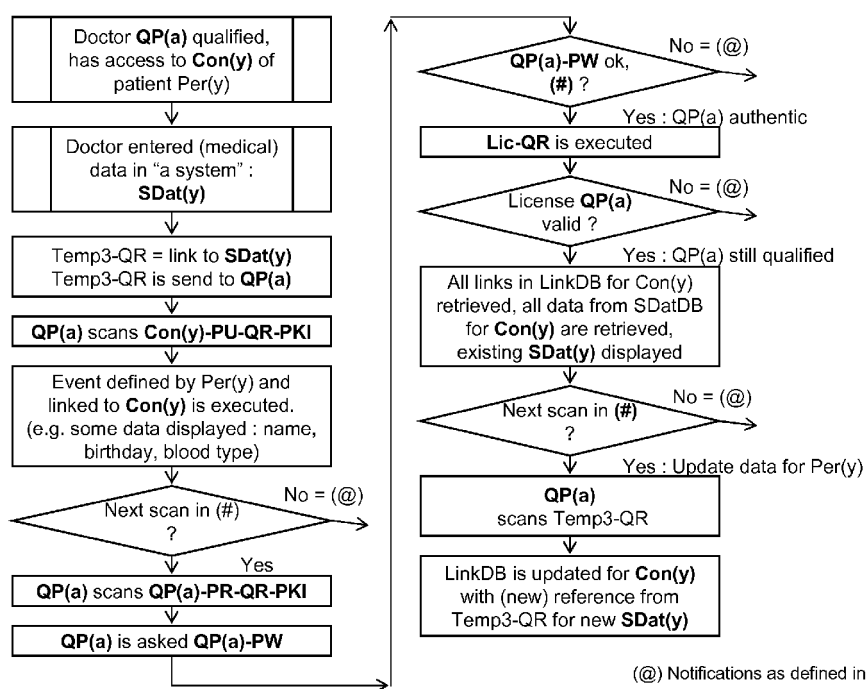 Doctor QP(a) qualified,
has access to Con(y) of
patient Per(y)
Doctor entered (medical)
data in "a system" :
SDat(y)
Temp3-QR = link to SDat(y)
Temp3-QR is send to QP(a)
QP(a) scans Con(y)-PU-QR-PKI
Event defined by Per(y) and
linked to Con(y) is executed.
(e.g. some data displayed : name,
birthday, blood type)
No = (@)
Next scan in (#)
?
Yes
QP(a) scans QP(a)-PR-QR-PKI
QP(a) is asked QP(a)-PW
No = (@)
QP(a)-PW ok,
(#) ?
Yes : QP(a) authentic
Lic-QR is executed
No = (@)
License QP(a)
valid ?
Yes : QP(a) still qualified
All links in LinkDB for Con(y)
retrieved, all data from SDatDB
for Con(y) are retrieved,
existing SDat(y) displayed
No = (@)
Next scan in (#)
?
Yes : Update data for Per(y)
QP(a)
scans Temp3-QR
LinkDB is updated for Con(y)
with (new) reference from
Temp3-QR for new SDat(y)
(@) Notifications as defined in